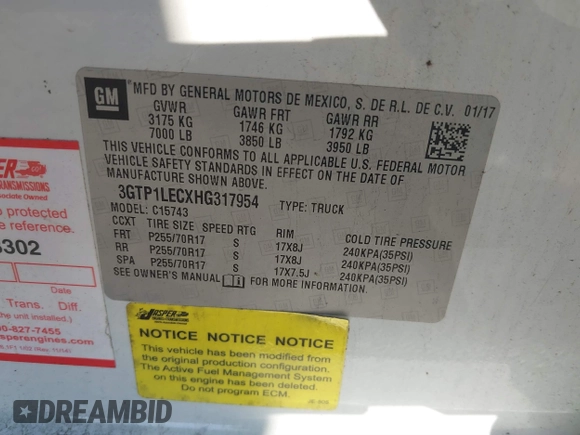 GM
MFD BY GENERAL MOTORS DE MEXICO, S. DE R.L. DE C.V. 01/17
GVWR GAWR FRT GAWR RR
3175 KG 1746 KG 1792 KG
7000 LB 3850 LB 3950 LB
THIS VEHICLE CONFORMS TO ALL APPLICABLE U.S. FEDERAL MOTOR
VEHICLE SAFETY STANDARDS IN EFFECT ON THE DATE OF
MANUFACTURE SHOWN ABOVE.
3GTP1LECXHG317954 TYPE: TRUCK
MODEL: C15743
CCXT TIRE SIZE SPEED RTG RIM COLD TIRE PRESSURE
FRT P255/70R17 S 17X8J 240KPA(35PSI)
RR P255/70R17 S 17X8J 240KPA(35PSI)
SPA P255/70R17 S 17X7.5J 240KPA(35PSI)
SEE OWNER'S MANUAL FOR MORE INFORMATION.
protected
302
Date
Trans. Diff.
827-7455
JASPER
ENGINES & TRANSMISSIONS
NOTICE NOTICE NOTICE
This vehicle has been modified from
the original production configuration.
The Active Fuel Management System
on this engine has been deleted.
Do not program ECM.
DREAMBID